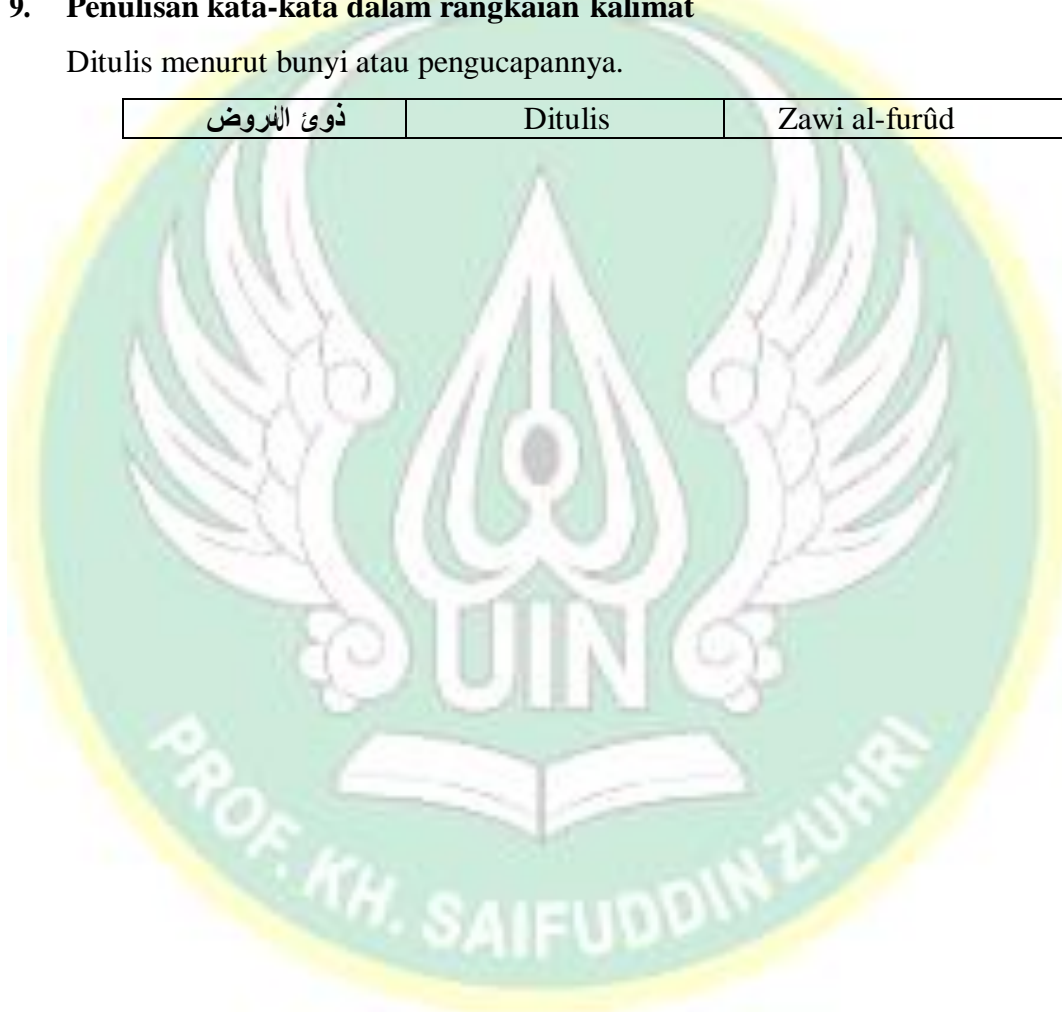 9. Penulisan kata-kata dalam rangkaian kalimat
Ditulis menurut bunyi atau pengucapannya.
ذوئ الفروض Ditulis Zawi al-furûd
UIN
PROF. KH. SAIFUDDIN ZUHRI